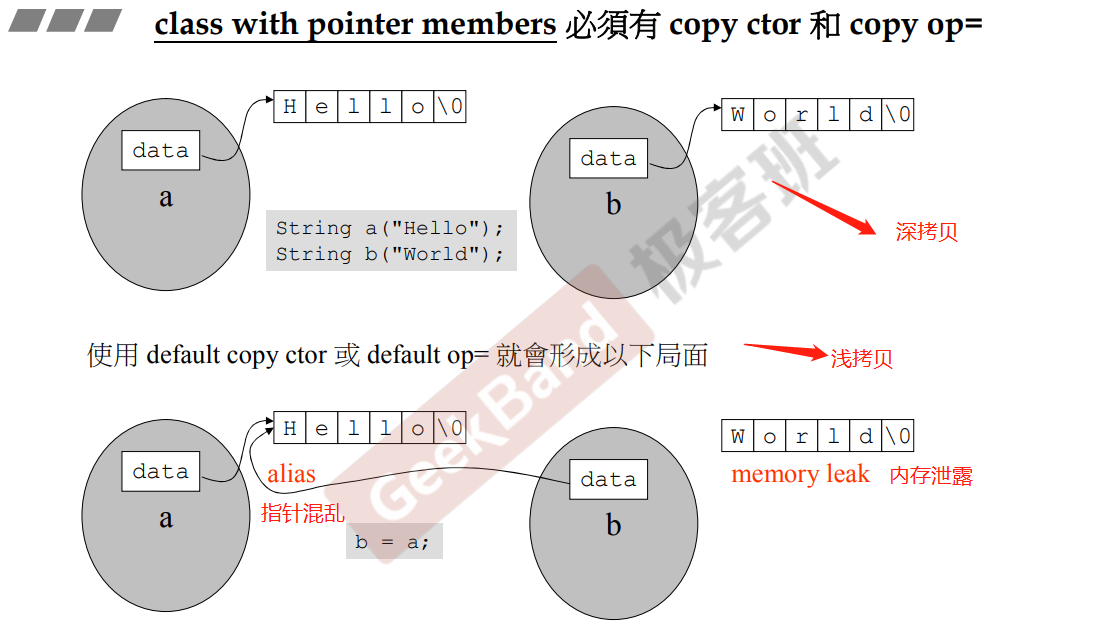 class with pointer members 必須有 copy ctor 和 copy op=
H e l l o \0
data
a
W o r l d \0
data
b
String a("Hello");
String b("World");
深拷贝
使用 default copy ctor 或 default op= 就會形成以下局面
浅拷贝
H e l l o \0
data
a
alias
指针混乱
b = a;
data
b
W o r l d \0
memory leak 内存泄露
GeekBand 极客班